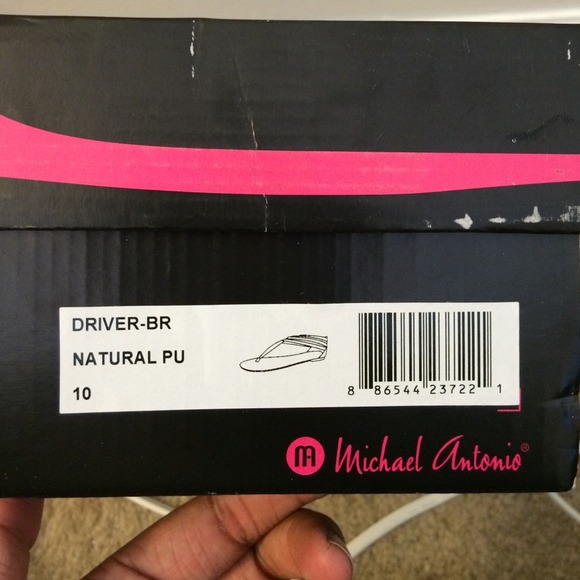 DRIVER-BR
NATURAL PU
10
8 86544 23722 1
M Michael Antonio®